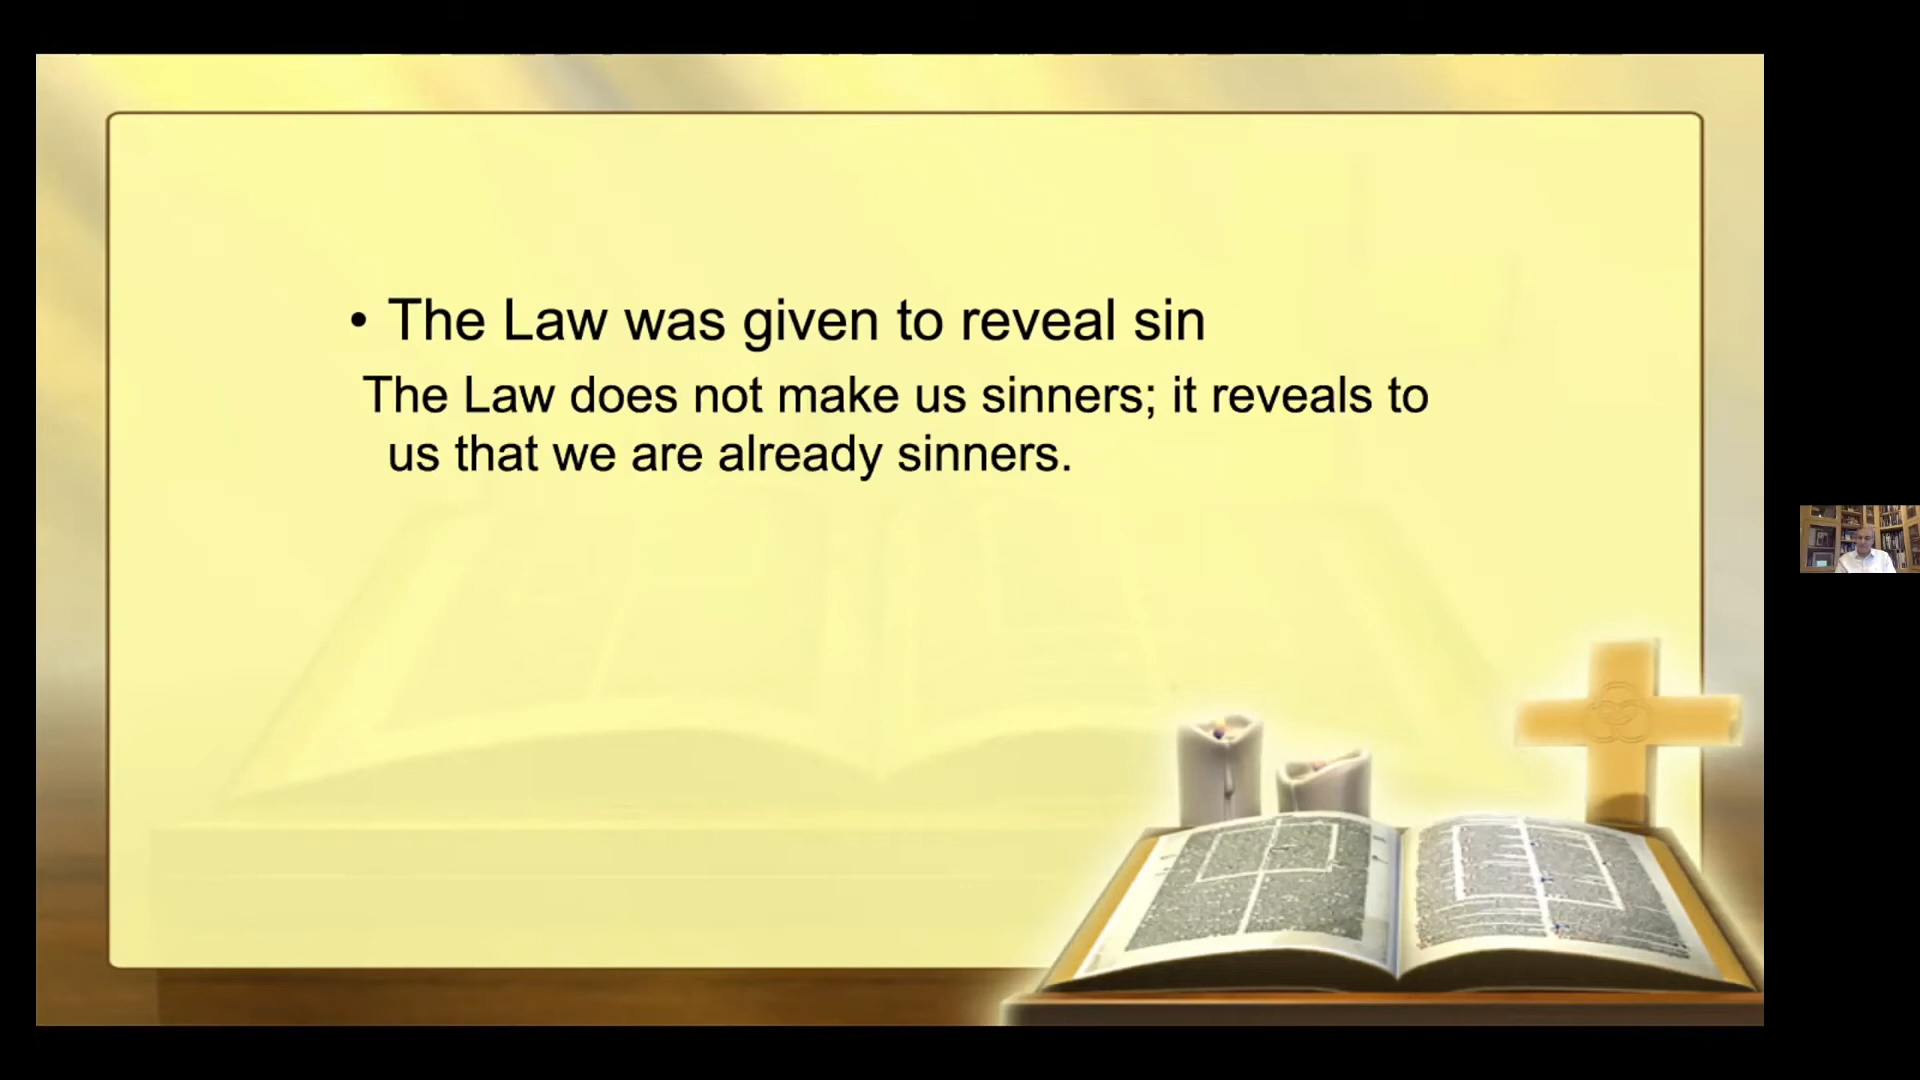 • The Law was given to reveal sin
The Law does not make us sinners; it reveals to
us that we are already sinners.